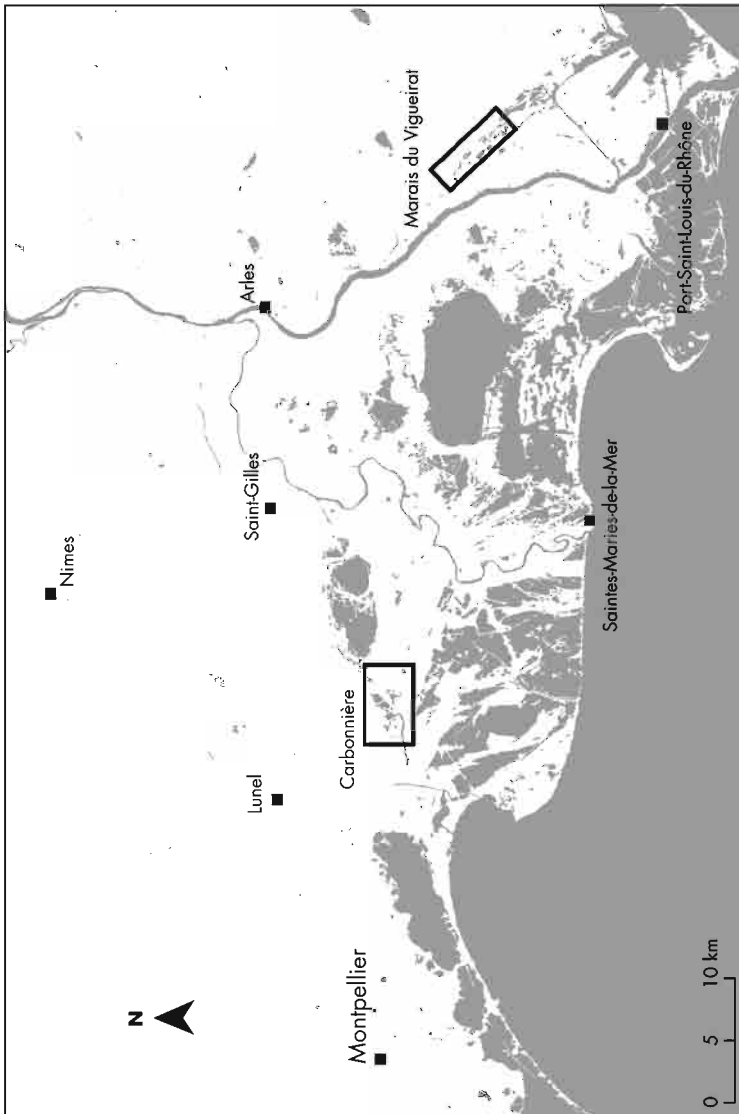 N
Nimes
Arles
Saint-Gilles
Lunel
Marais du Vigueirat
Carbonnière
Montpellier
Saintes-Maries-de-la-Mer
Port-Saint-Louis-du-Rhône
0 5 10 km